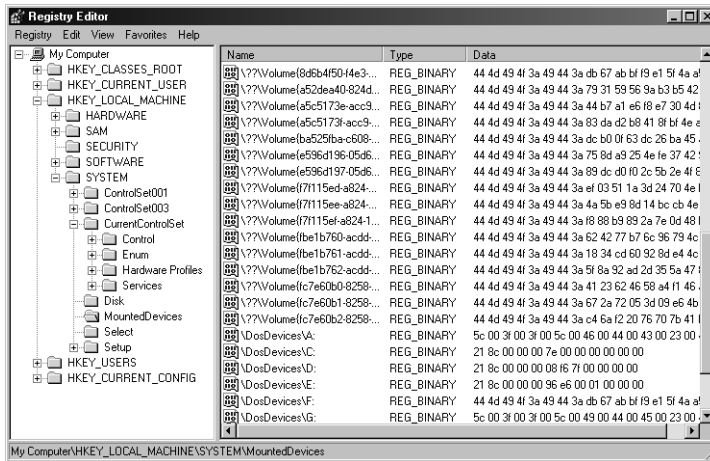 Registry Editor
Registry Edit View Favorites Help
My Computer
HKEY_CLASSES_ROOT
HKEY_CURRENT_USER
HKEY_LOCAL_MACHINE
HARDWARE
SAM
SECURITY
SOFTWARE
SYSTEM
ControlSet001
ControlSet003
CurrentControlSet
Control
Enum
Hardware Profiles
Services
Disk
MountedDevices
Select
Setup
HKEY_USERS
HKEY_CURRENT_CONFIG
Name Type Data
\??\Volume{8d6b4f50-f4e3-... REG_BINARY 44 4d 49 4f 3a 49 44 3a db 67 ab bf f9 e1 5f 4a
\??\Volume{a52dea40-824d... REG_BINARY 44 4d 49 4f 3a 49 44 3a 79 31 59 56 9a b3 b5 42
\??\Volume{a5c5173e-acc9... REG_BINARY 44 4d 49 4f 3a 49 44 3a 44 b7 a1 e6 f8 e7 30 4d
\??\Volume{a5c5173f-acc9... REG_BINARY 44 4d 49 4f 3a 49 44 3a 83 da d2 b8 41 8f bf 4e
\??\Volume{ba525fba-c608-... REG_BINARY 44 4d 49 4f 3a 49 44 3a dc b0 0f 63 dc 26 ba 45
\??\Volume{e596d196-05d6... REG_BINARY 44 4d 49 4f 3a 49 44 3a 75 8d a9 25 4e fe 37 42
\??\Volume{e596d197-05d6... REG_BINARY 44 4d 49 4f 3a 49 44 3a 89 dc d0 f0 2c 5b 2e 4f
\??\Volume{f7f115ed-a824-... REG_BINARY 44 4d 49 4f 3a 49 44 3a ef 03 51 1a 3d 24 70 4e
\??\Volume{f7f115ee-a824-... REG_BINARY 44 4d 49 4f 3a 49 44 3a 4a 5b e9 8d 14 bc cb 4e
\??\Volume{f7f115ef-a824-1... REG_BINARY 44 4d 49 4f 3a 49 44 3a f8 88 b9 89 2a 7e 0d 48
\??\Volume{fbe1b760-acdd-... REG_BINARY 44 4d 49 4f 3a 49 44 3a 62 42 77 b7 6c 96 79 4c
\??\Volume{fbe1b761-acdd-... REG_BINARY 44 4d 49 4f 3a 49 44 3a 18 34 cd 60 92 8d e4 4c
\??\Volume{fbe1b762-acdd-... REG_BINARY 44 4d 49 4f 3a 49 44 3a 5f 8a 92 ad 2d 35 5a 47
\??\Volume{fc7e60b0-8258-... REG_BINARY 44 4d 49 4f 3a 49 44 3a 41 23 62 46 58 a4 f1 46
\??\Volume{fc7e60b1-8258-... REG_BINARY 44 4d 49 4f 3a 49 44 3a 67 2a 72 05 3d 09 e6 4b
\??\Volume{fc7e60b2-8258-... REG_BINARY 44 4d 49 4f 3a 49 44 3a c4 6a f2 20 76 70 7b 41
\DosDevices\A: REG_BINARY 5c 00 3f 00 3f 00 5c 00 46 00 44 00 43 00 23 00
\DosDevices\C: REG_BINARY 21 8c 00 00 00 7e 00 00 00 00 00 00
\DosDevices\D: REG_BINARY 21 8c 00 00 00 08 f6 7f 00 00 00 00
\DosDevices\E: REG_BINARY 21 8c 00 00 00 96 e6 00 01 00 00 00
\DosDevices\F: REG_BINARY 44 4d 49 4f 3a 49 44 3a db 67 ab bf f9 e1 5f 4a
\DosDevices\G: REG_BINARY 5c 00 3f 00 3f 00 5c 00 49 00 44 00 45 00 23 00
My Computer\HKEY_LOCAL_MACHINE\SYSTEM\MountedDevices